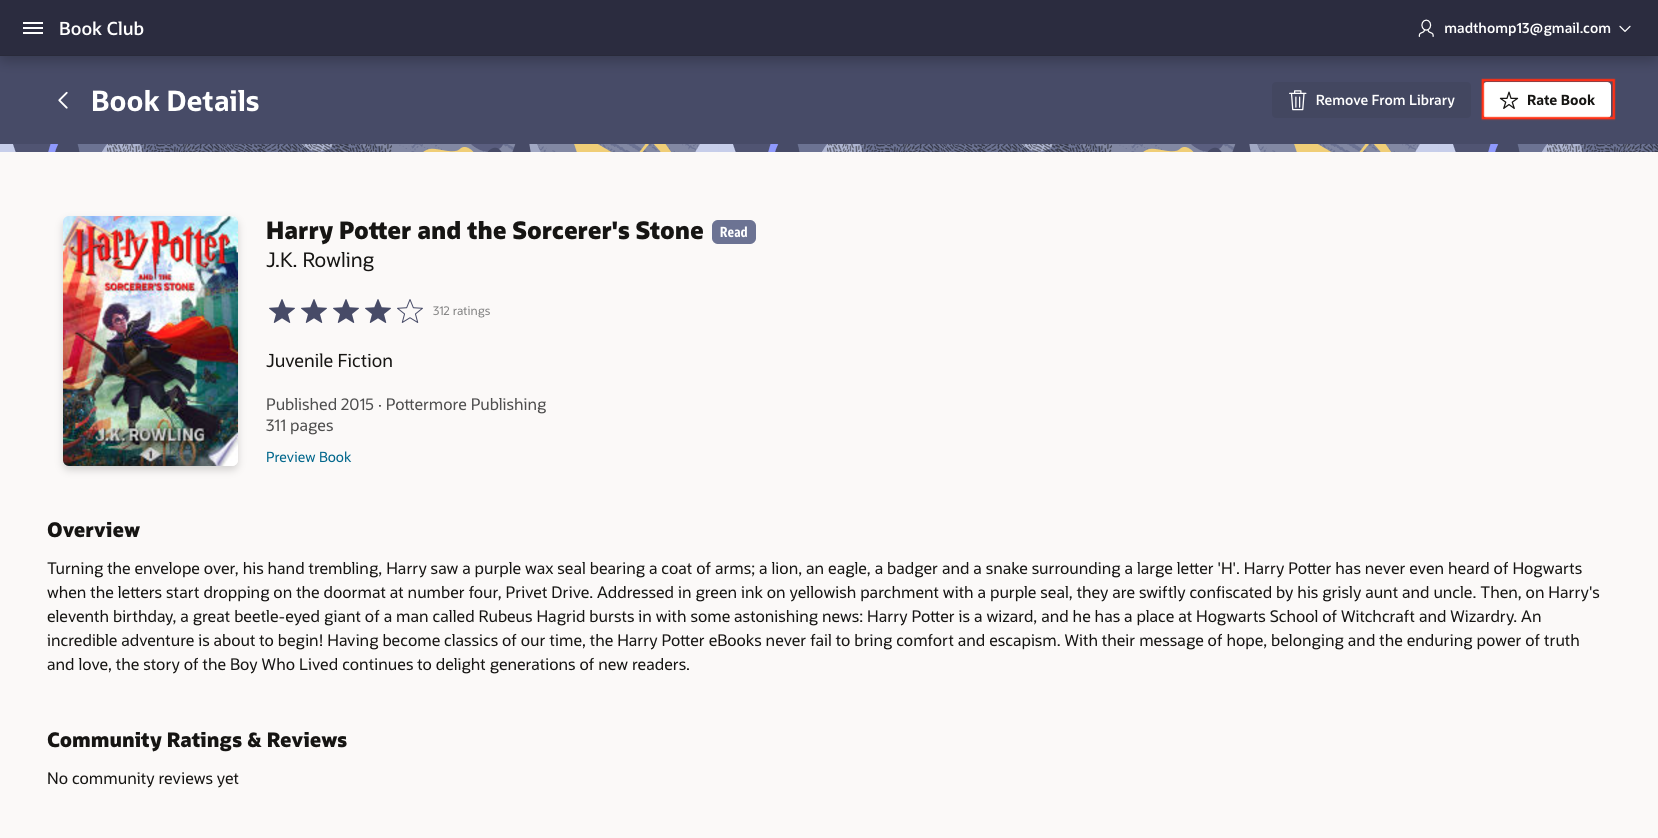 Book Club
madthomp13@gmail.com
Book Details
Remove From Library
Rate Book
Harry Potter
AND THE
SORCERER'S STONE
J.K. ROWLING
1
Harry Potter and the Sorcerer's Stone Read
J.K. Rowling
312 ratings
Juvenile Fiction
Published 2015 · Pottermore Publishing
311 pages
Preview Book
Overview
Turning the envelope over, his hand trembling, Harry saw a purple wax seal bearing a coat of arms; a lion, an eagle, a badger and a snake surrounding a large letter 'H'. Harry Potter has never even heard of Hogwarts
when the letters start dropping on the doormat at number four, Privet Drive. Addressed in green ink on yellowish parchment with a purple seal, they are swiftly confiscated by his grisly aunt and uncle. Then, on Harry's
eleventh birthday, a great beetle-eyed giant of a man called Rubeus Hagrid bursts in with some astonishing news: Harry Potter is a wizard, and he has a place at Hogwarts School of Witchcraft and Wizardry. An
incredible adventure is about to begin! Having become classics of our time, the Harry Potter eBooks never fail to bring comfort and escapism. With their message of hope, belonging and the enduring power of truth
and love, the story of the Boy Who Lived continues to delight generations of new readers.
Community Ratings & Reviews
No community reviews yet